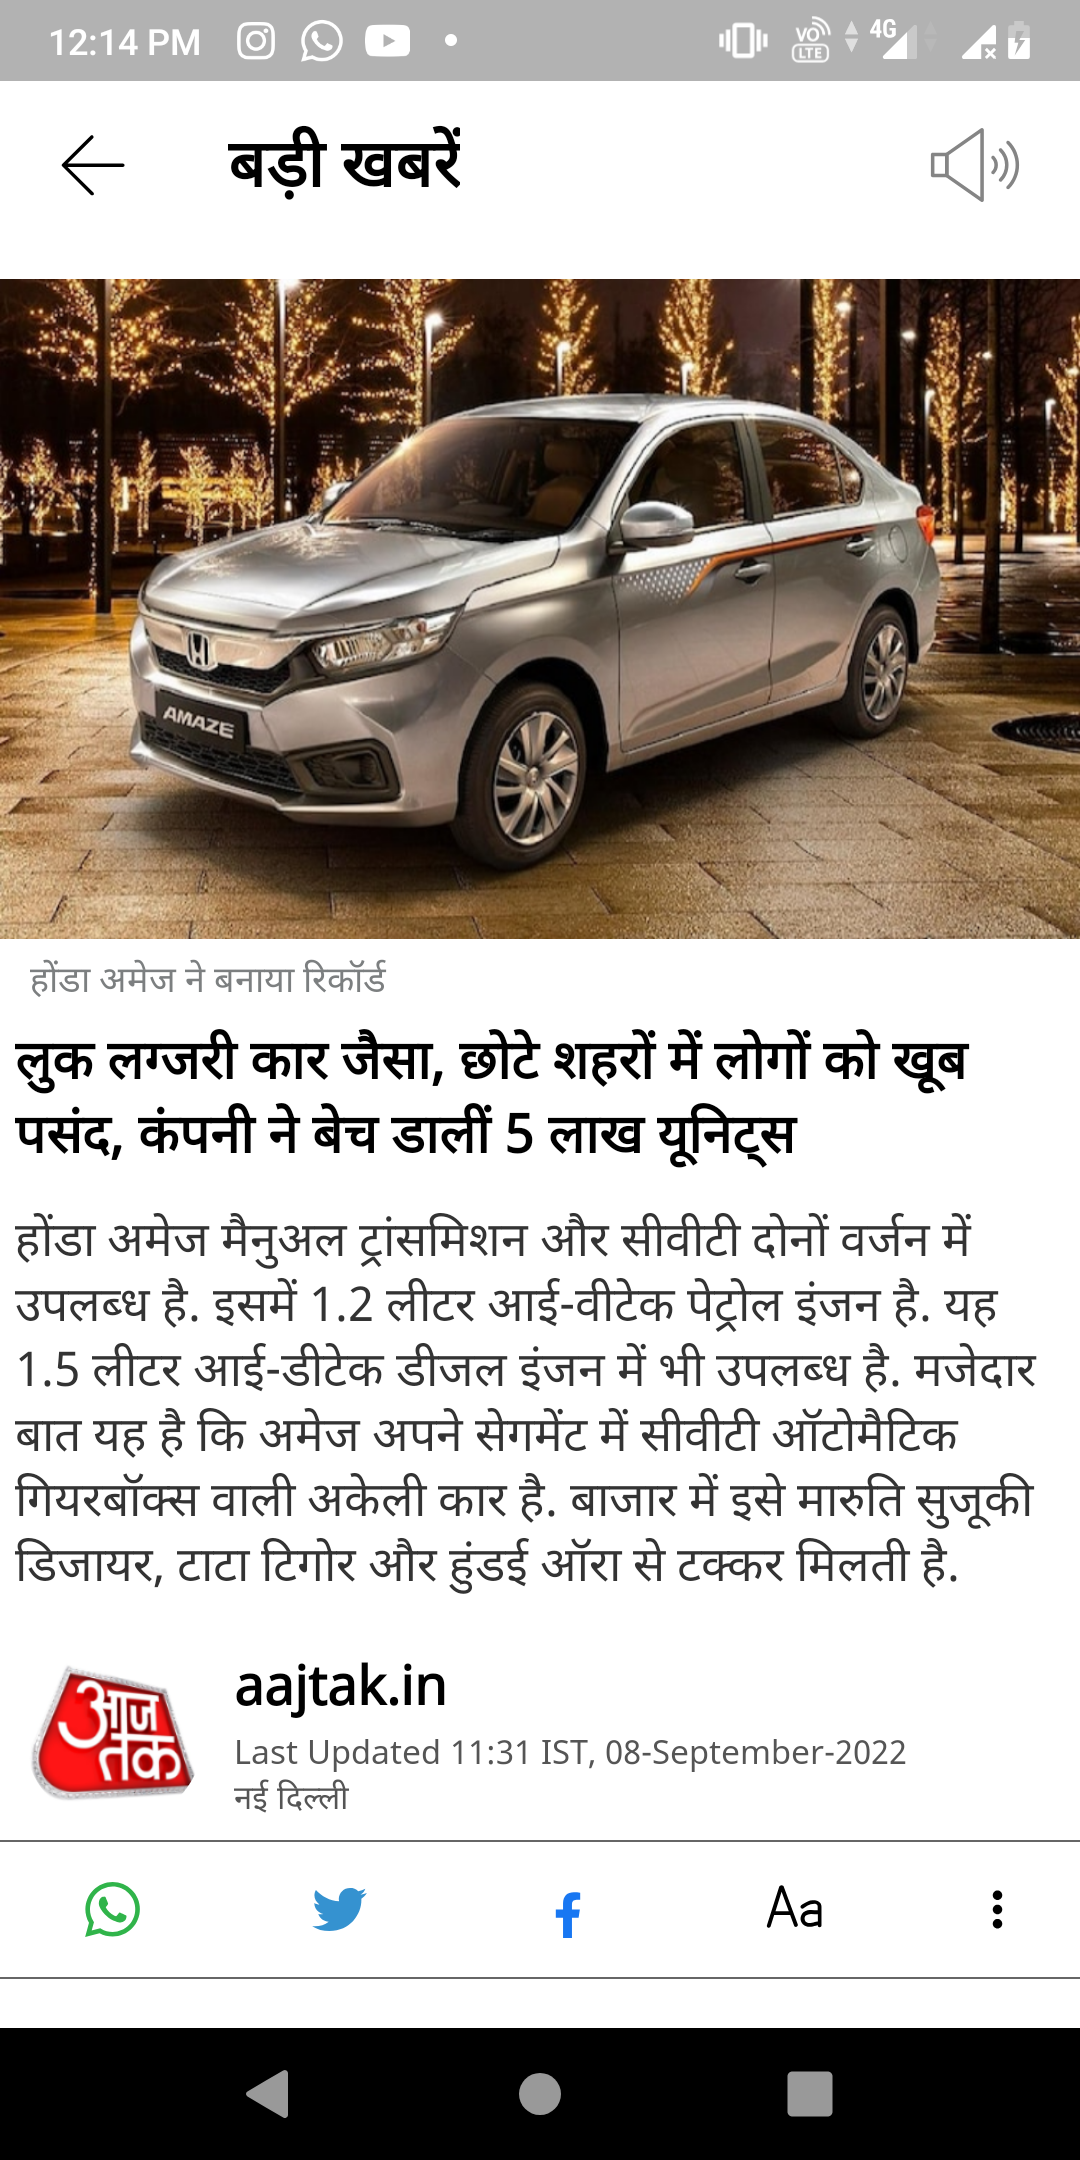 12:14 PM
VO LTE
4G
बड़ी खबरें
AMAZE
होंडा अमेज ने बनाया रिकॉर्ड
लुक लग्जरी कार जैसा, छोटे शहरों में लोगों को खूब
पसंद, कंपनी ने बेच डालीं 5 लाख यूनिट्स
होंडा अमेज मैनुअल ट्रांसमिशन और सीवीटी दोनों वर्जन में
उपलब्ध है. इसमें 1.2 लीटर आई-वीटेक पेट्रोल इंजन है. यह
1.5 लीटर आई-डीटेक डीजल इंजन में भी उपलब्ध है. मजेदार
बात यह है कि अमेज अपने सेगमेंट में सीवीटी ऑटोमैटिक
गियरबॉक्स वाली अकेली कार है. बाजार में इसे मारुति सुजूकी
डिजायर, टाटा टिगोर और हुंडई ऑरा से टक्कर मिलती है.
आज
तक
aajtak.in
Last Updated 11:31 IST, 08-September-2022
नई दिल्ली
Aa